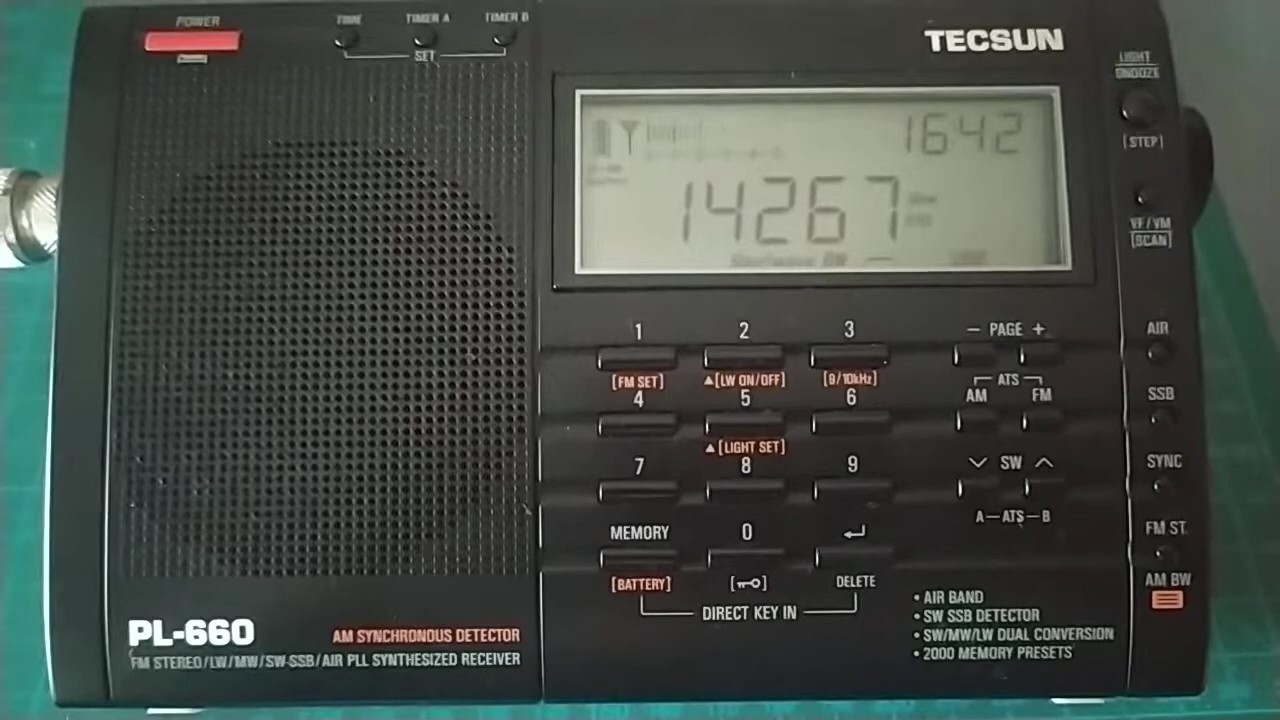 POWER
TIME TIMER A TIMER B
SET
TECSUN
LIGHT
SNOOZE
[STEP]
1642
14267
VF/VM
[SCAN]
1 2 3
[FM SET] ▲[LW ON/OFF] [9/10kHz]
– PAGE +
AIR
ATS
4 5 6
AM FM
SSB
▲[LIGHT SET]
7 8 9
SW
SYNC
A—ATS—B
MEMORY 0
FM ST.
[BATTERY] DELETE
AM BW
DIRECT KEY IN
• AIR BAND
• SW SSB DETECTOR
• SW/MW/LW DUAL CONVERSION
• 2000 MEMORY PRESETS
PL-660
AM SYNCHRONOUS DETECTOR
FM STEREO/LW/MW/SW-SSB/AIR PLL SYNTHESIZED RECEIVER